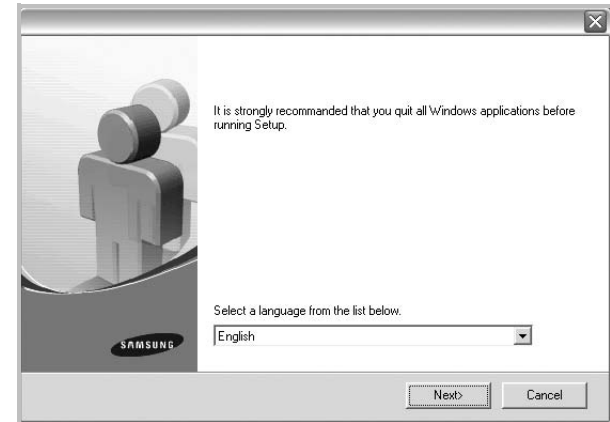 It is strongly recommanded that you quit all Windows applications before
running Setup.
Select a language from the list below.
English
SAMSUNG
Next>
Cancel